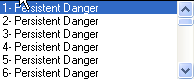 1- Persistent Danger
2- Persistent Danger
3- Persistent Danger
4- Persistent Danger
5- Persistent Danger
6- Persistent Danger